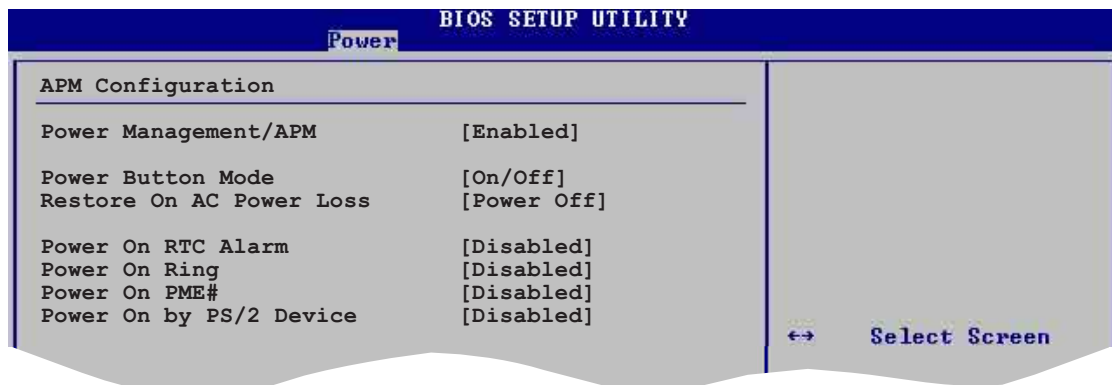 BIOS SETUP UTILITY
Power
APM Configuration
Power Management/APM [Enabled]
Power Button Mode [On/Off]
Restore On AC Power Loss [Power Off]
Power On RTC Alarm [Disabled]
Power On Ring [Disabled]
Power On PME# [Disabled]
Power On by PS/2 Device [Disabled]
↔ Select Screen